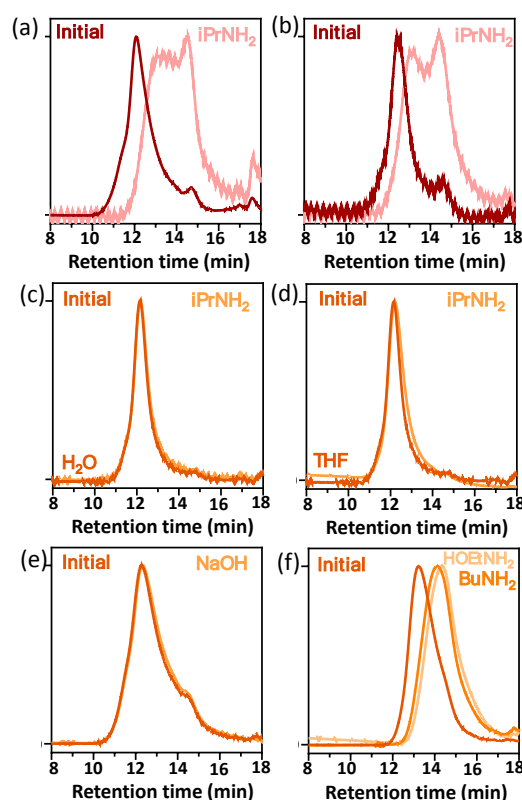 (a) Initial iPrNH₂
8 10 12 14 16 18
Retention time (min)
(b) Initial iPrNH₂
8 10 12 14 16 18
Retention time (min)
(c) Initial iPrNH₂
H₂O
8 10 12 14 16 18
Retention time (min)
(d) Initial iPrNH₂
THF
8 10 12 14 16 18
Retention time (min)
(e) Initial NaOH
8 10 12 14 16 18
Retention time (min)
(f) Initial HOEtNH₂
BuNH₂
8 10 12 14 16 18
Retention time (min)